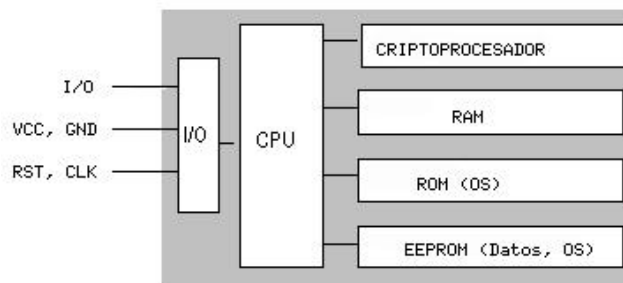 CRIPTOPROCESADOR
I/O
VCC, GND
RST, CLK
I/O
CPU
RAM
ROM (OS)
EEPROM (Datos, OS)